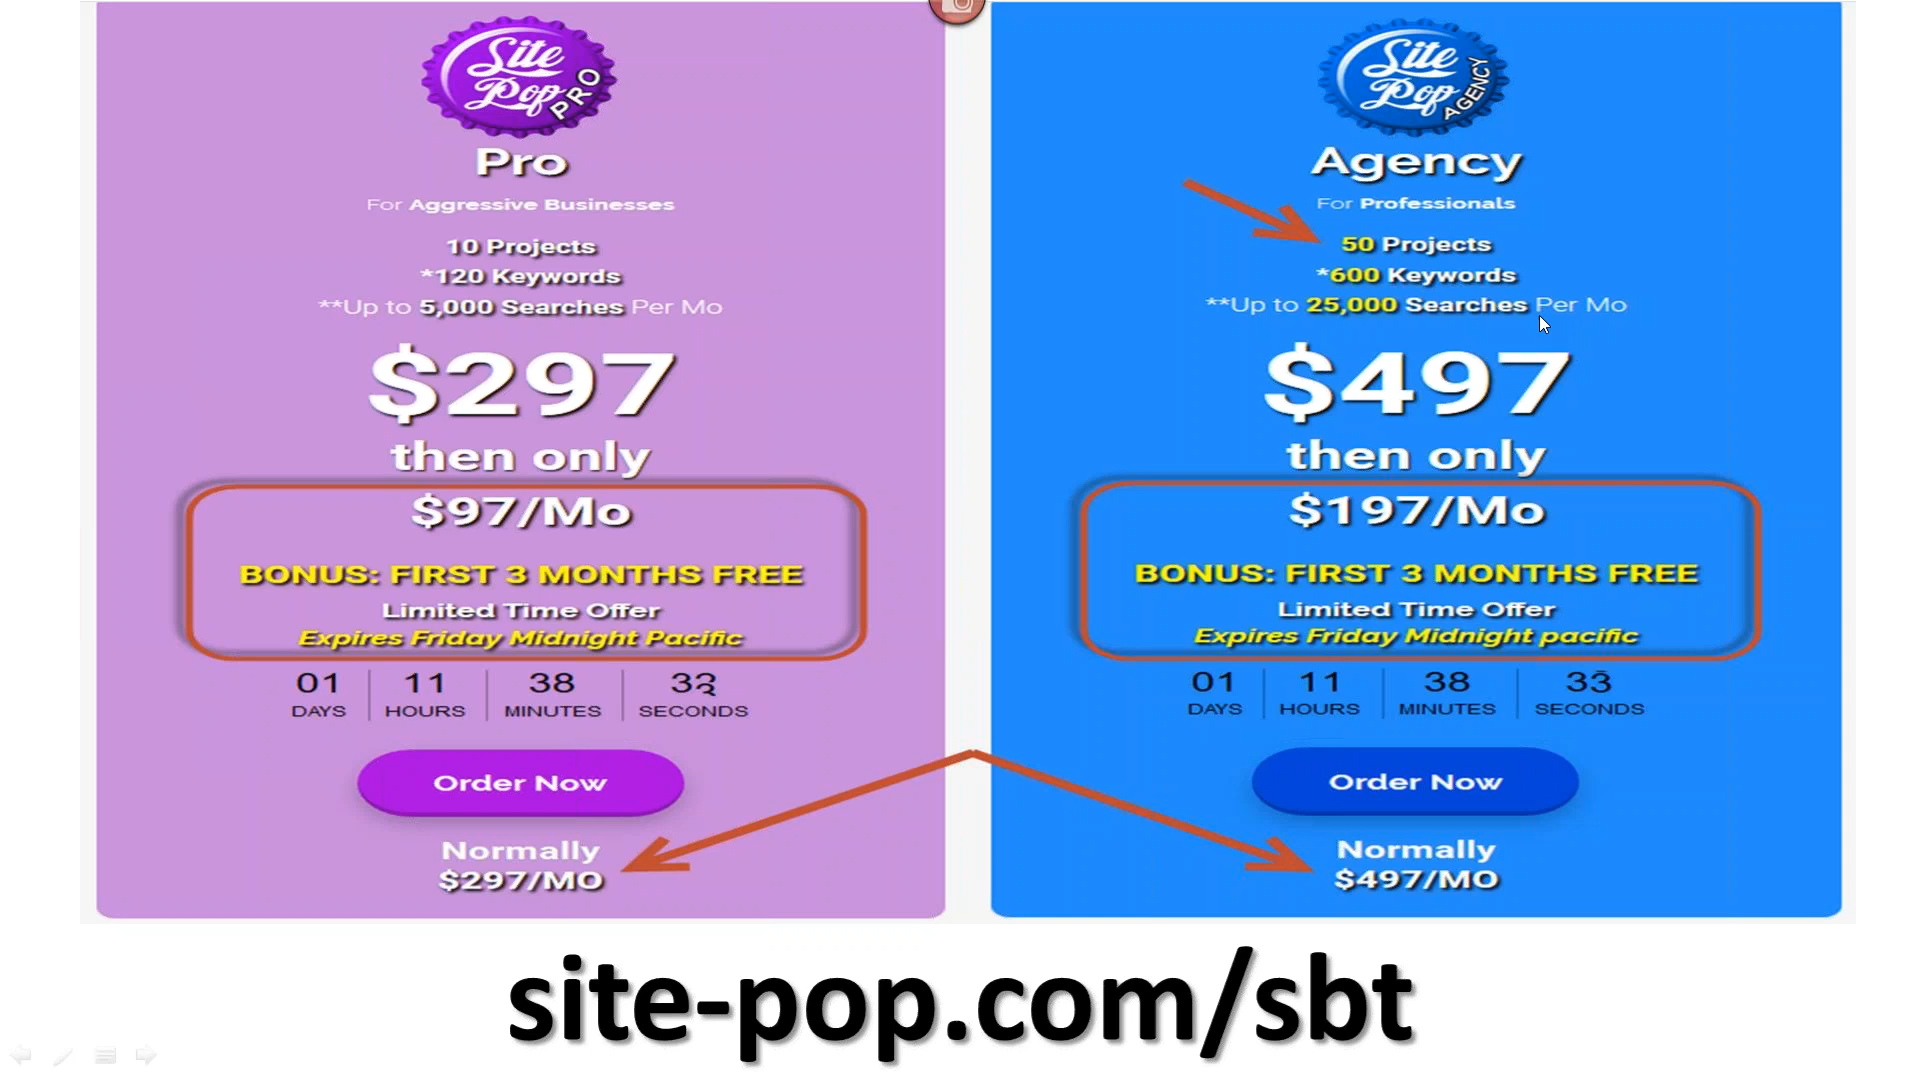 Site
Pop
PRO
Pro
For Aggressive Businesses
10 Projects
*120 Keywords
**Up to 5,000 Searches Per Mo
$297
then only
$97/Mo
BONUS: FIRST 3 MONTHS FREE
Limited Time Offer
Expires Friday Midnight Pacific
01 11 38
DAYS HOURS MINUTES SECONDS
Order Now
Normally
$297/MO
Site
Pop
AGENCY
Agency
For Professionals
50 Projects
*600 Keywords
**Up to 25,000 Searches Per Mo
$497
then only
$197/Mo
BONUS: FIRST 3 MONTHS FREE
Limited Time Offer
Expires Friday Midnight pacific
01 11 38 33
DAYS HOURS MINUTES SECONDS
Order Now
Normally
$497/MO
site-pop.com/sbt